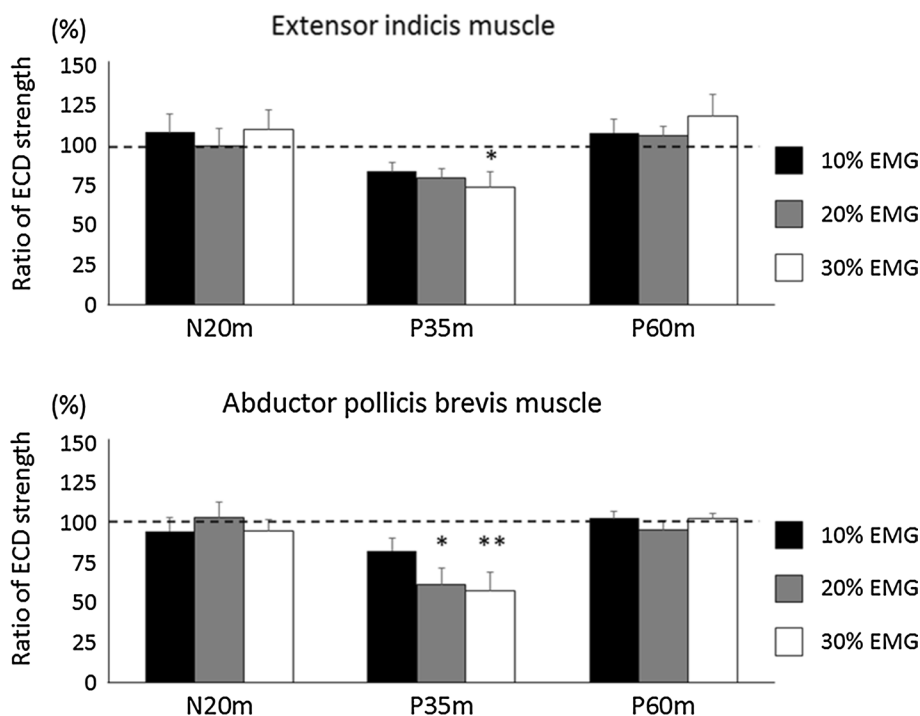 (%)
Extensor indicis muscle
150
125
100
75
50
25
0
Ratio of ECD strength
*
N20m
P35m
P60m
10% EMG
20% EMG
30% EMG
(%)
Abductor pollicis brevis muscle
150
125
100
75
50
25
0
Ratio of ECD strength
*
**
N20m
P35m
P60m
10% EMG
20% EMG
30% EMG